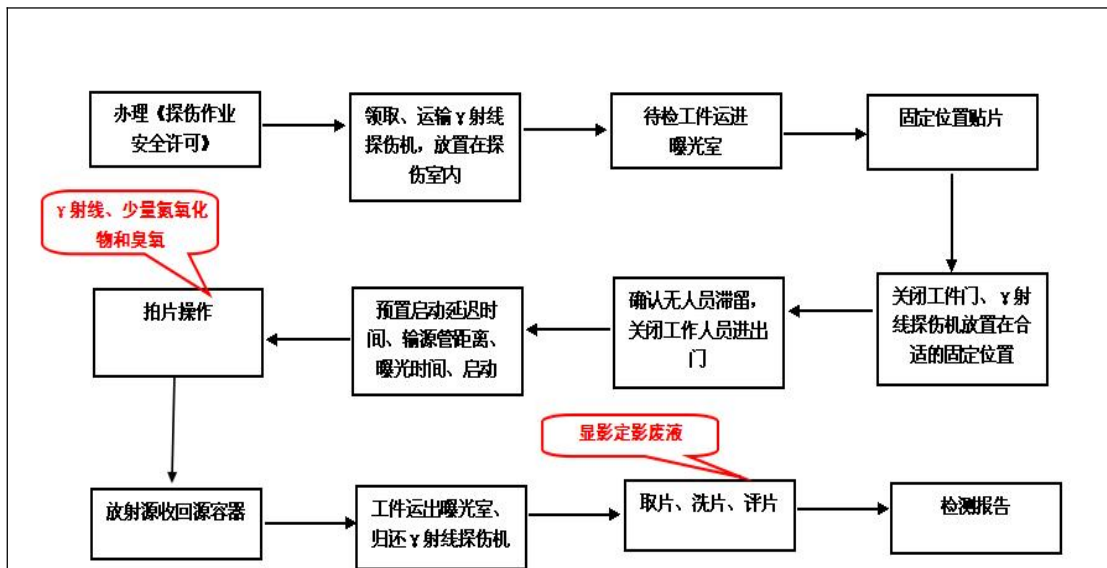 办理《探伤作业
安全许可》
领取、运输γ射线
探伤机，放置在探
伤室内
待检工件运进
曝光室
固定位置贴片
γ射线、少量氮氧化
物和臭氧
拍片操作
预置启动延迟时
间、输源管距离、
曝光时间、启动
确认无人员滞留，
关闭工作人员进出
门
关闭工件门、γ射
线探伤机放置在合
适的固定位置
显影定影废液
放射源收回源容器
工件运出曝光室、
归还γ射线探伤机
取片、洗片、评片
检测报告